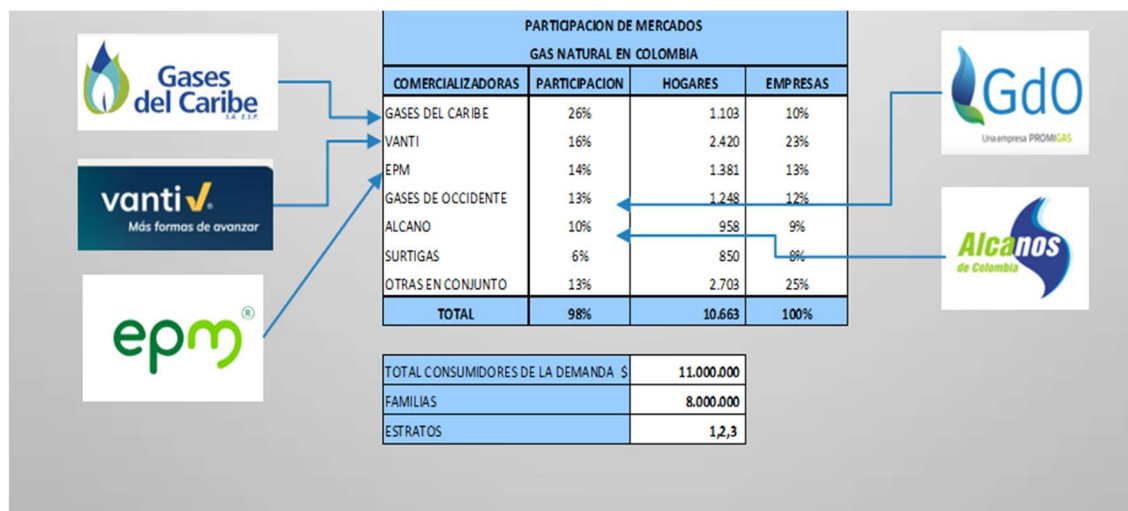 Gases
del Caribe
S.A. E.S.P.
vanti
Más formas de avanzar
epm®
PARTICIPACION DE MERCADOS
GAS NATURAL EN COLOMBIA
COMERCIALIZADORAS PARTICIPACION HOGARES EMPRESAS
GASES DEL CARIBE 26% 1.103 10%
VANTI 16% 2.420 23%
EPM 14% 1.381 13%
GASES DE OCCIDENTE 13% 1.248 12%
ALCANO 10% 958 9%
SURTIGAS 6% 850 8%
OTRAS EN CONJUNTO 13% 2.703 25%
TOTAL 98% 10.663 100%
TOTAL CONSUMIDORES DE LA DEMANDA $ 11.000.000
FAMILIAS 8.000.000
ESTRATOS 1,2,3
GdO
Una empresa PROMIGAS
Alcanos
de Colombia